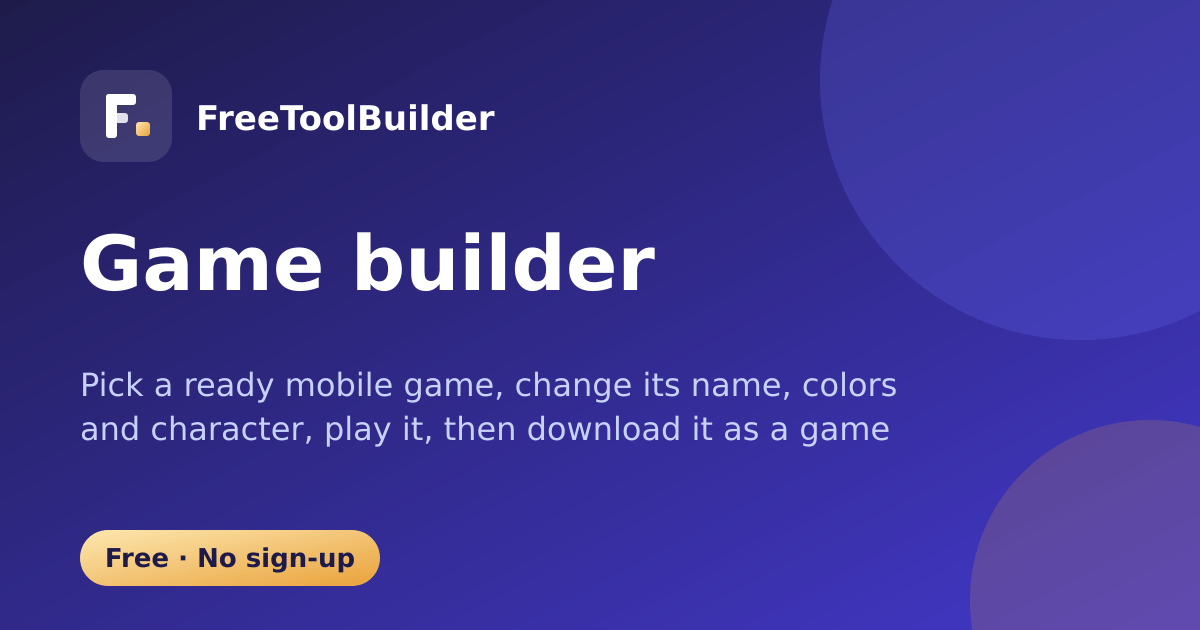 F.
FreeToolBuilder
Game builder
Pick a ready mobile game, change its name, colors
and character, play it, then download it as a game
Free · No sign-up